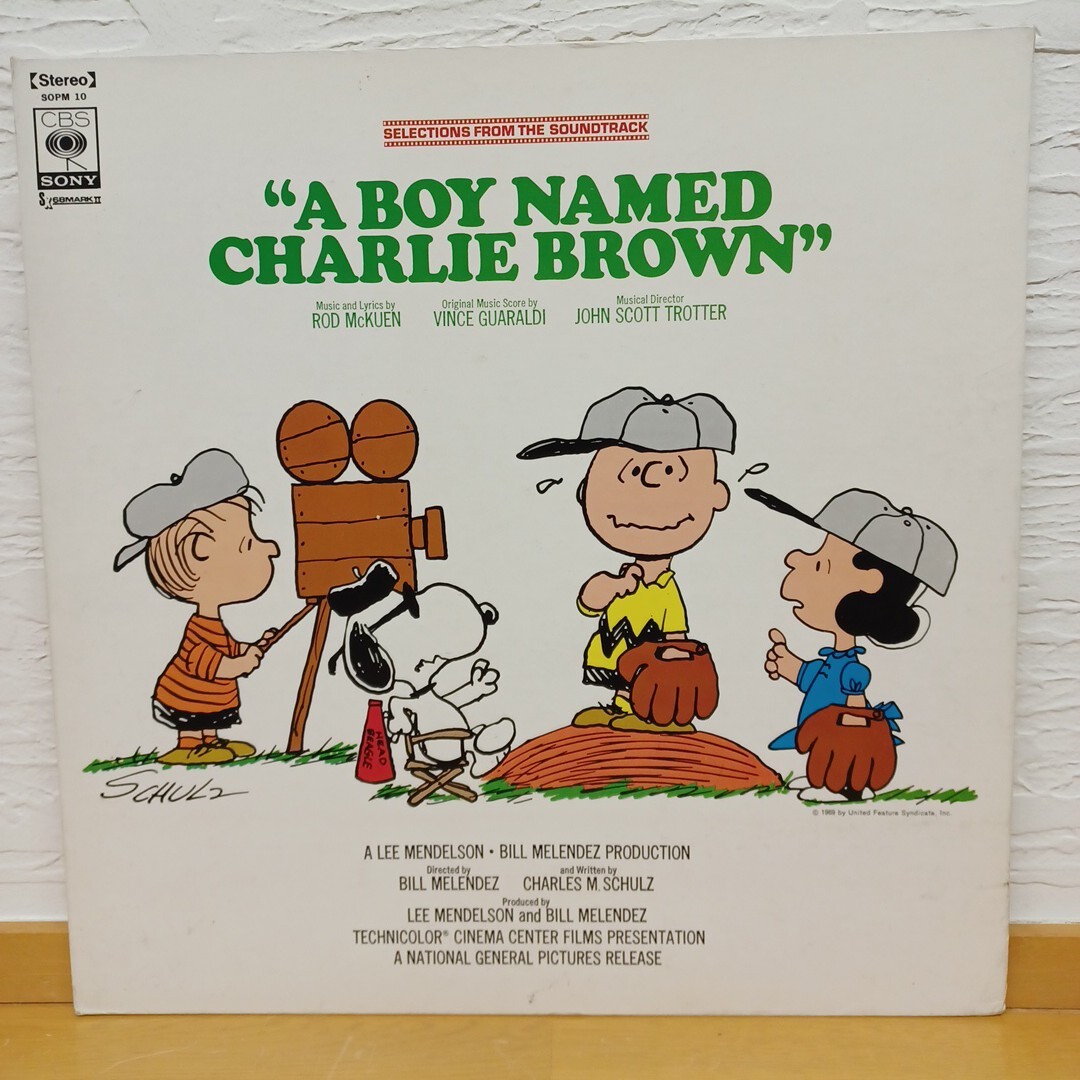 【Stereo】
SOPM 10
CBS
SONY
SX68MARK II
SELECTIONS FROM THE SOUNDTRACK
“A BOY NAMED
CHARLIE BROWN”
Music and Lyrics by
ROD McKUEN
Original Music Score by
VINCE GUARALDI
Musical Director
JOHN SCOTT TROTTER
HEAD
BEAGLE
SCHULZ
© 1969 by United Feature Syndicate, Inc.
A LEE MENDELSON • BILL MELENDEZ PRODUCTION
Directed by
BILL MELENDEZ
and Written by
CHARLES M. SCHULZ
Produced by
LEE MENDELSON and BILL MELENDEZ
TECHNICOLOR® CINEMA CENTER FILMS PRESENTATION
A NATIONAL GENERAL PICTURES RELEASE